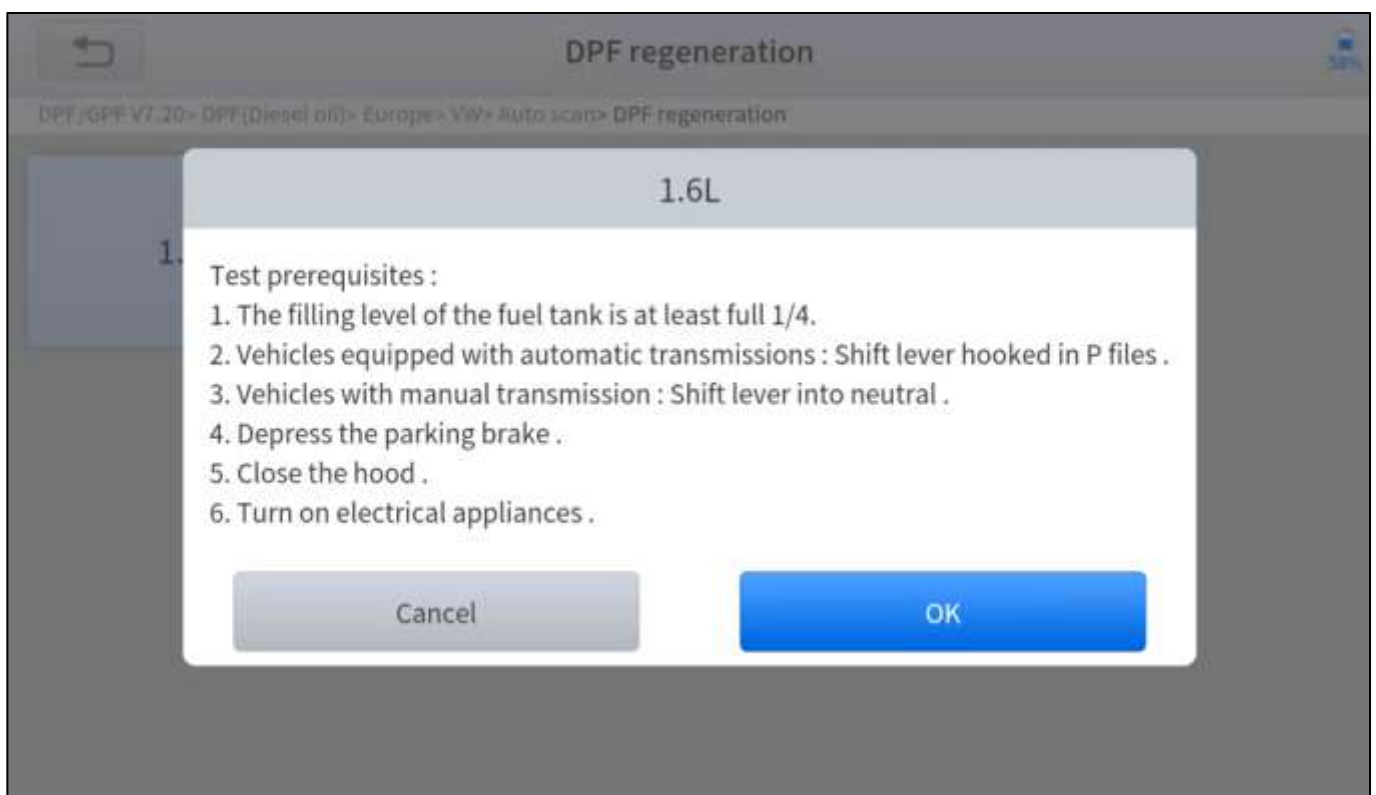 DPF regeneration
58%
DPF/GPF V7.20> DPF(Diesel oil)> Europe> VW> Auto scan> DPF regeneration
1.6L
1.
Test prerequisites :
1. The filling level of the fuel tank is at least full 1/4.
2. Vehicles equipped with automatic transmissions : Shift lever hooked in P files .
3. Vehicles with manual transmission : Shift lever into neutral .
4. Depress the parking brake .
5. Close the hood .
6. Turn on electrical appliances .
Cancel
OK